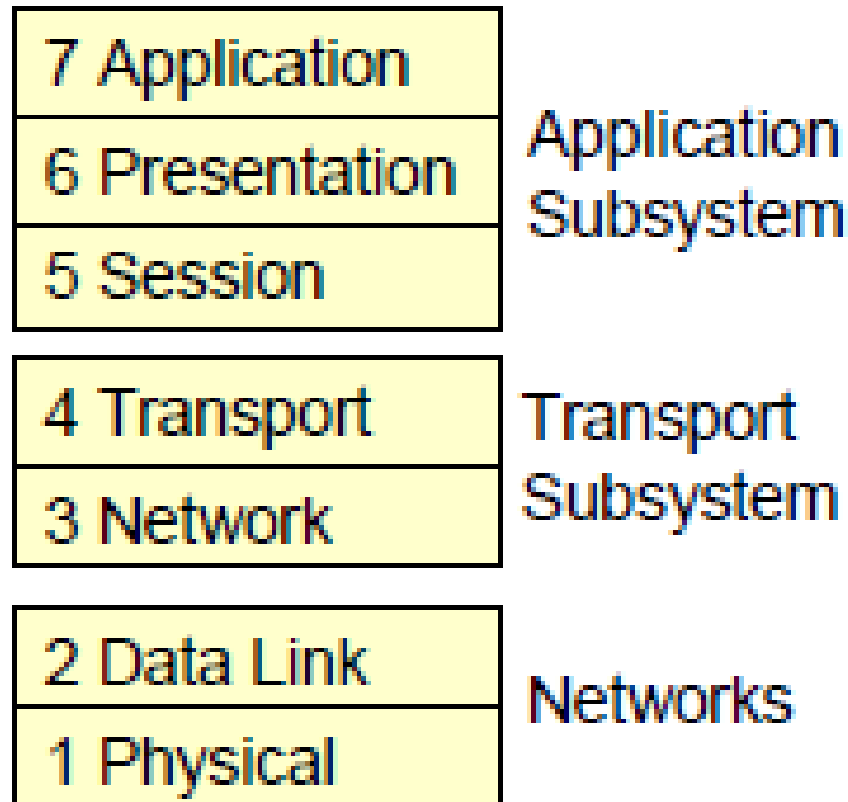 7 Application
6 Presentation
5 Session
Application
Subsystem
4 Transport
3 Network
Transport
Subsystem
2 Data Link
1 Physical
Networks